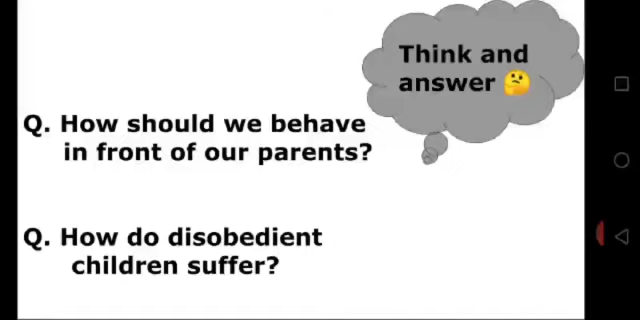 Think and
answer 🤔
Q. How should we behave
in front of our parents?
Q. How do disobedient
children suffer?